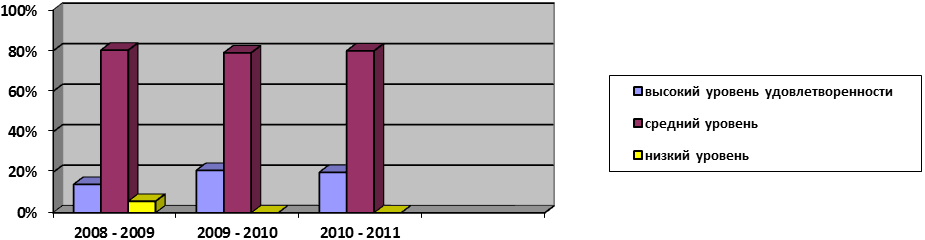 100%
80%
60%
40%
20%
0%
2008 - 2009
2009 - 2010
2010 - 2011
высокий уровень удовлетворенности
средний уровень
низкий уровень